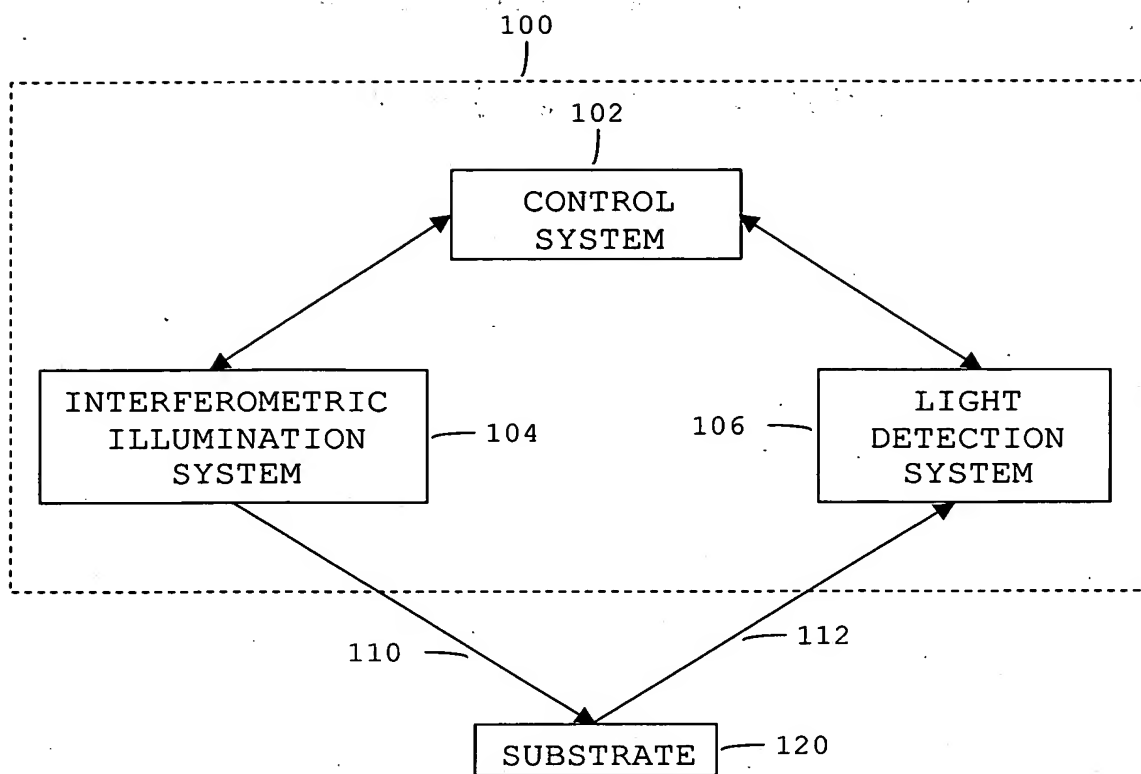 100
102
CONTROL
SYSTEM
INTERFEROMETRIC
ILLUMINATION
SYSTEM
104
106
LIGHT
DETECTION
SYSTEM
110
112
SUBSTRATE
120